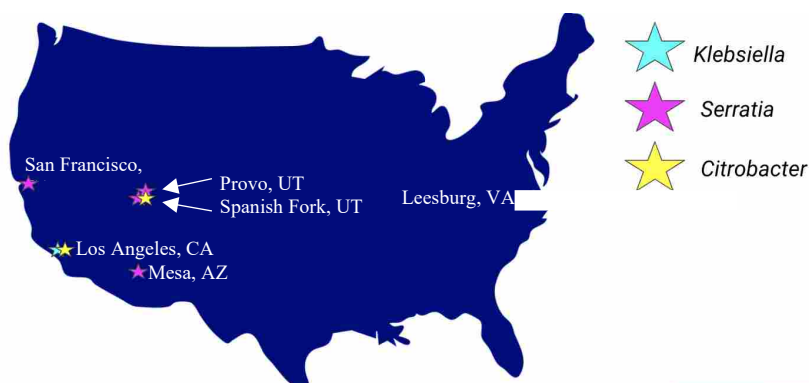 Klebsiella
Serratia
Citrobacter
San Francisco,
Provo, UT
Spanish Fork, UT
Leesburg, VA
Los Angeles, CA
Mesa, AZ